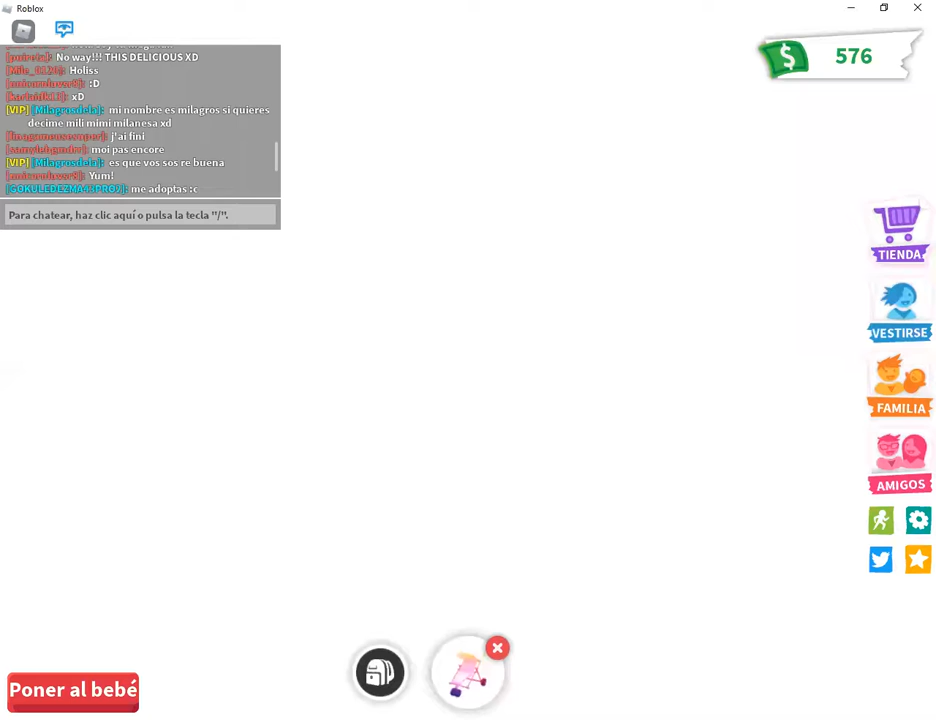 Roblox
576
No way!!! THIS DELICIOUS XD
Holiss
:D
xD
[VIP] [Milagrosdela]: mi nombre es milagros si quieres
decime mili mimi milanesa xd
j'ai fini
moi pas encore
[VIP] [Milagrosdela]: es que vos sos re buena
Yum!
me adoptas :c
Para chatear, haz clic aquí o pulsa la tecla "/".
TIENDA
VESTIRSE
FAMILIA
AMIGOS
Poner al bebé